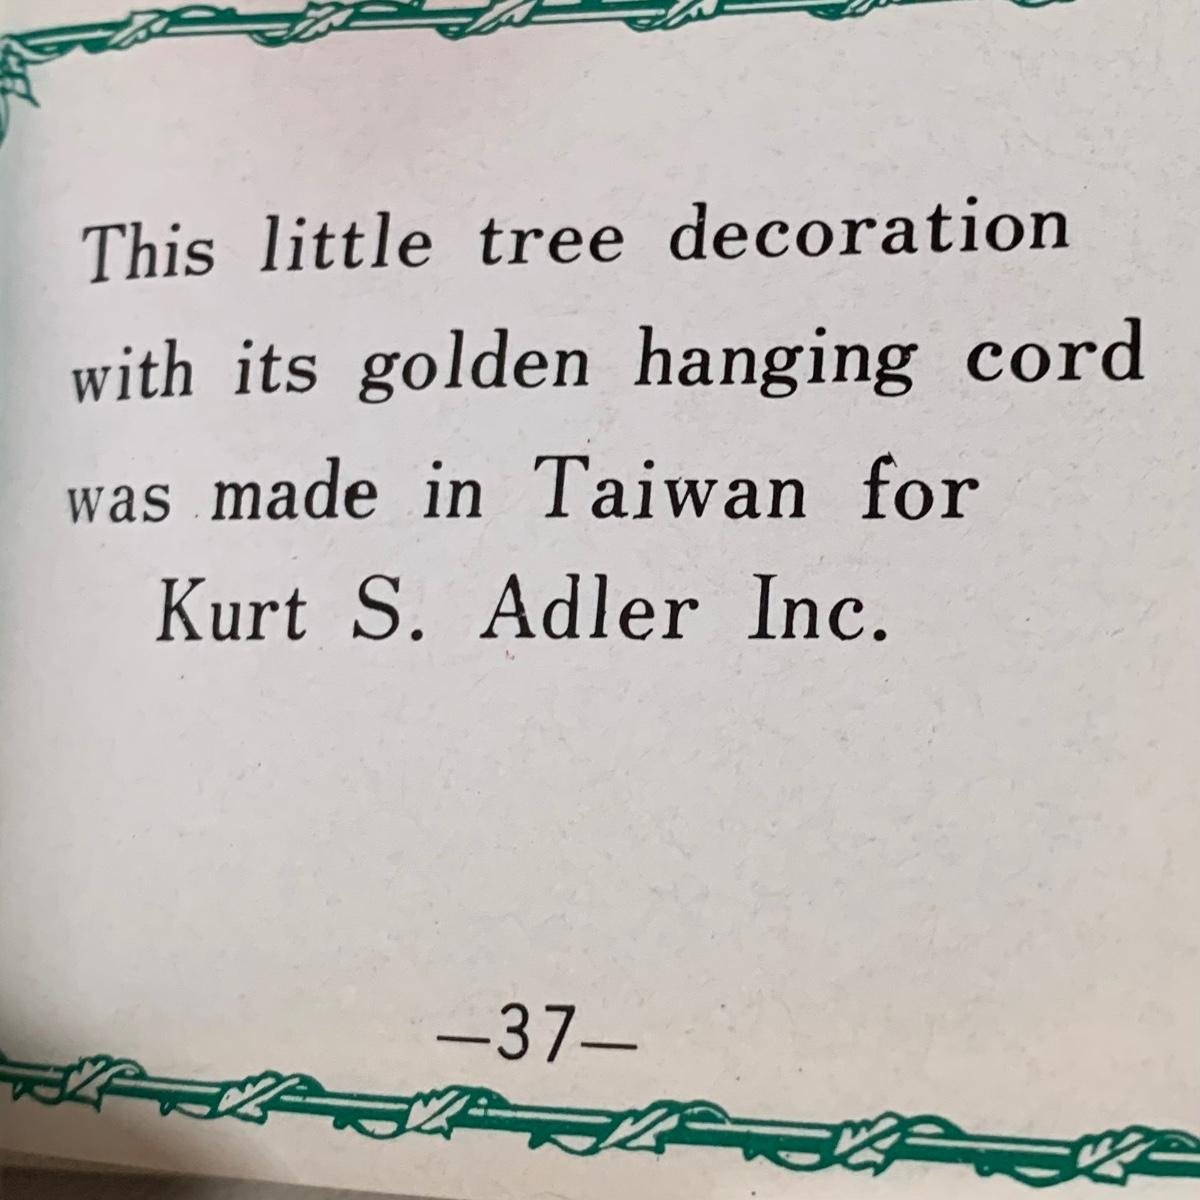 This little tree decoration
with its golden hanging cord
was made in Taiwan for
Kurt S. Adler Inc.
—37—